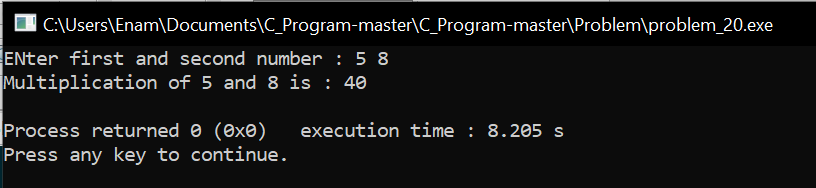 C:\Users\Enam\Documents\C_Program-master\C_Program-master\Problem\problem_20.exe
ENter first and second number : 5 8
Multiplication of 5 and 8 is : 40
Process returned 0 (0x0)   execution time : 8.205 s
Press any key to continue.